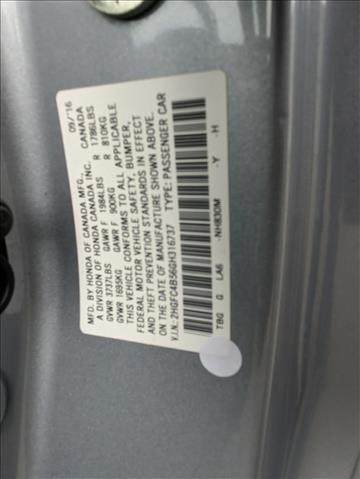 MFD. BY HONDA OF CANADA MFG., 09/16
A DIVISION OF HONDA CANADA INC. CANADA
GVWR 3737LBS GAWR F 1984LBS R 1786LBS
GVWR 1695KG GAWR 900KG R 810KG
THIS VEHICLE CONFORMS TO ALL APPLICABLE
FEDERAL MOTOR VEHICLE SAFETY, BUMPER,
AND THEFT PREVENTION STANDARDS IN EFFECT
ON THE DATE OF MANUFACTURE SHOWN ABOVE.
V.I.N.: 2HGFC4B56GH316737 TYPE: PASSENGER CAR
TBG G LA6 -NH830M -Y -H